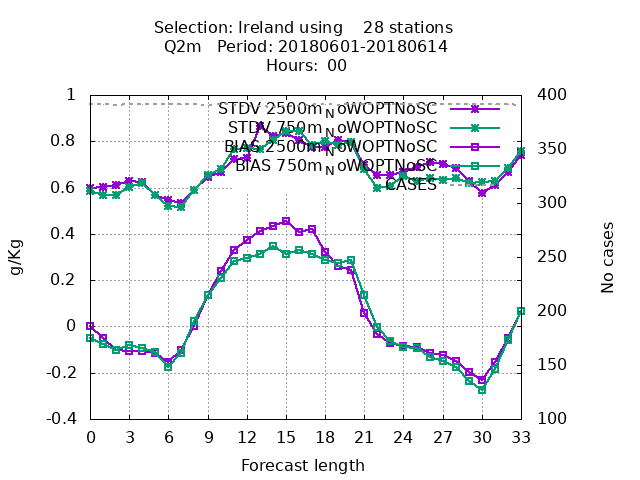 Selection: Ireland using 28 stations
Q2m Period: 20180601-20180614
Hours: 00
STDV 2500m_NoWOPTNoSC
STDV 750m_NoWOPTNoSC
BIAS 2500m_NoWOPTNoSC
BIAS 750m_NoWOPTNoSC
CASES
1
0.8
0.6
0.4
0.2
0
-0.2
-0.4
g/Kg
400
350
300
250
200
150
100
No cases
0 3 6 9 12 15 18 21 24 27 30 33
Forecast length